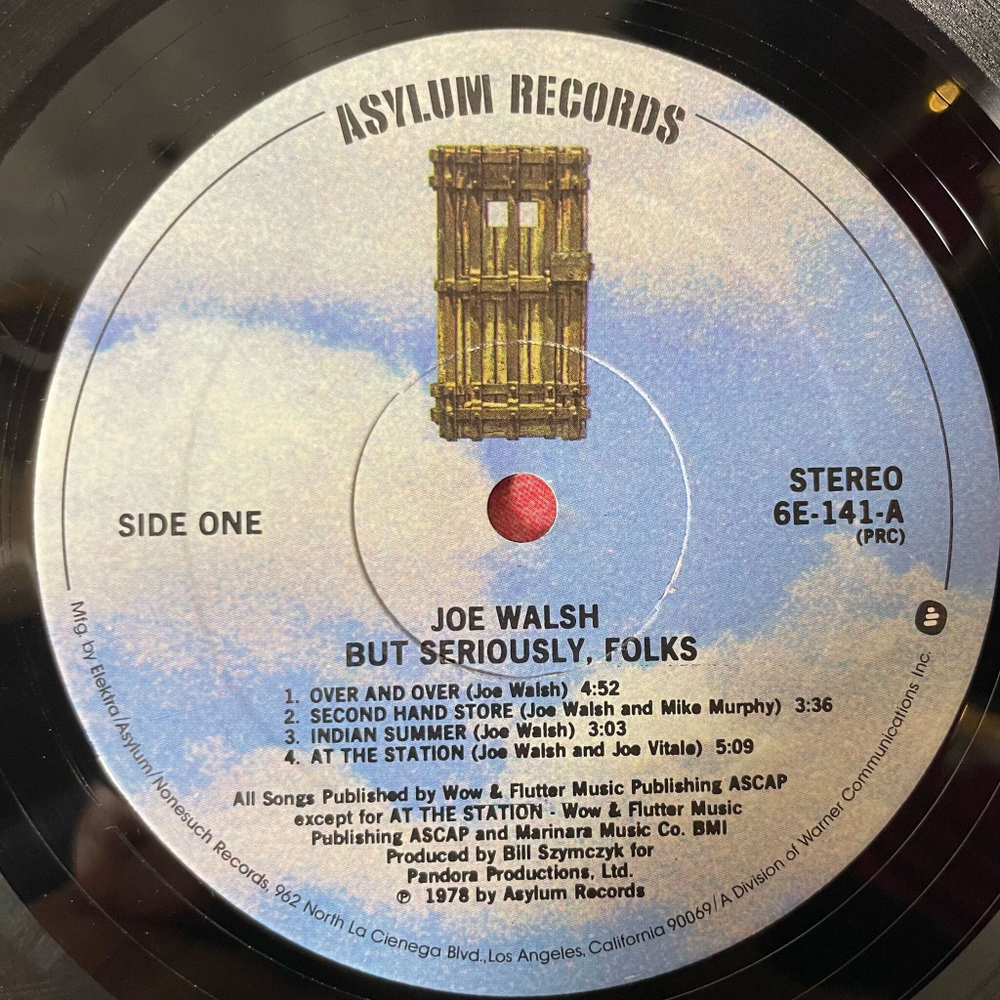 ASYLUM RECORDS
SIDE ONE
STEREO
6E-141-A
(PRC)
JOE WALSH
BUT SERIOUSLY, FOLKS
1. OVER AND OVER (Joe Walsh) 4:52
2. SECOND HAND STORE (Joe Walsh and Mike Murphy) 3:36
3. INDIAN SUMMER (Joe Walsh) 3:03
4. AT THE STATION (Joe Walsh and Joe Vitale) 5:09
All Songs Published by Wow & Flutter Music Publishing ASCAP
except for AT THE STATION - Wow & Flutter Music
Publishing ASCAP and Marinara Music Co. BMI
Produced by Bill Szymczyk for
Pandora Productions, Ltd.
℗ 1978 by Asylum Records
Mfg. by Elektra/Asylum/Nonesuch Records, 962 North La Cienega Blvd., Los Angeles, California 90069/A Division of Warner Communications Inc.